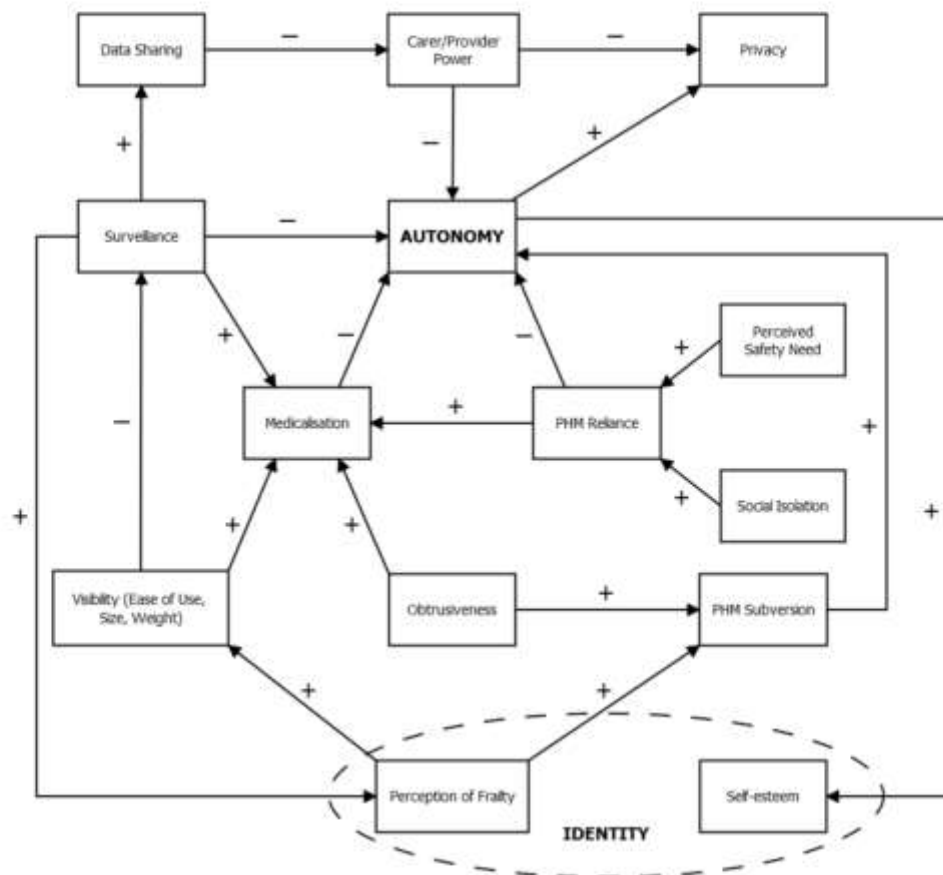 Data Sharing
−
Carer/Provider
Power
−
Privacy
+
−
+
Surveillance
−
AUTONOMY
+
−
−
+
Perceived
Safety Need
−
Medicalisation
+
PHM Reliance
+
+
+
Social Isolation
+
+
+
Visibility (Ease of Use,
Size, Weight)
Obtrusiveness
+
PHM Subversion
+
+
Perception of Frailty
Self-esteem
IDENTITY